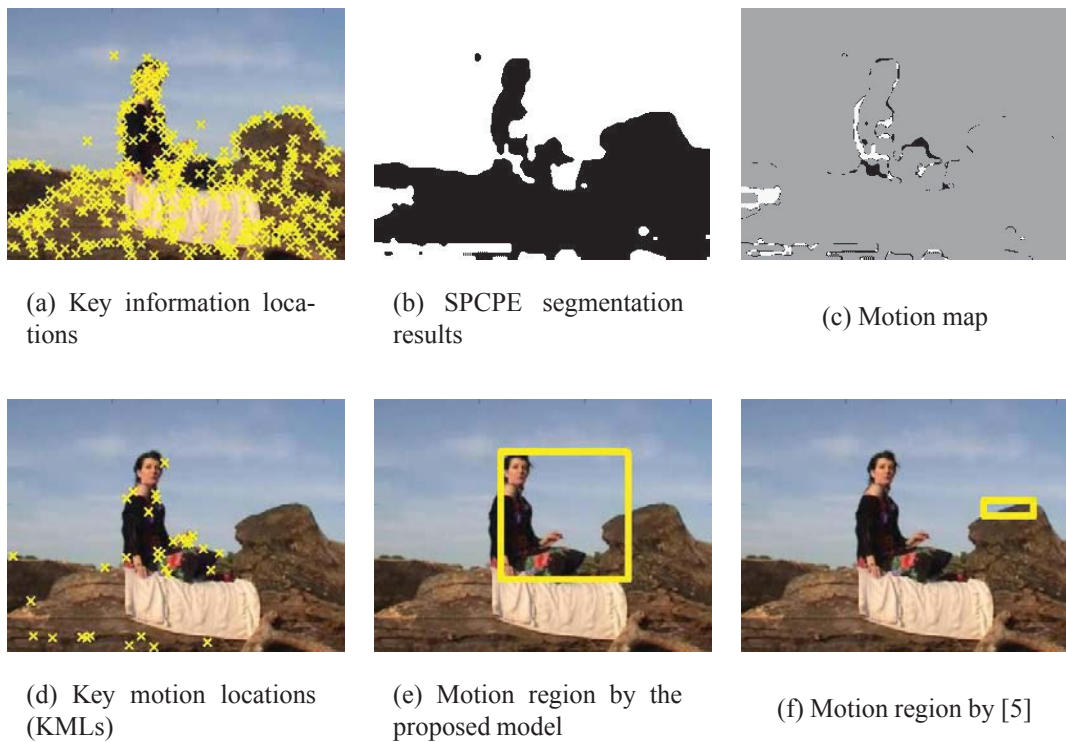 (a) Key information loca-
tions
(b) SPCPE segmentation
results
(c) Motion map
(d) Key motion locations
(KMLs)
(e) Motion region by the
proposed model
(f) Motion region by [5]